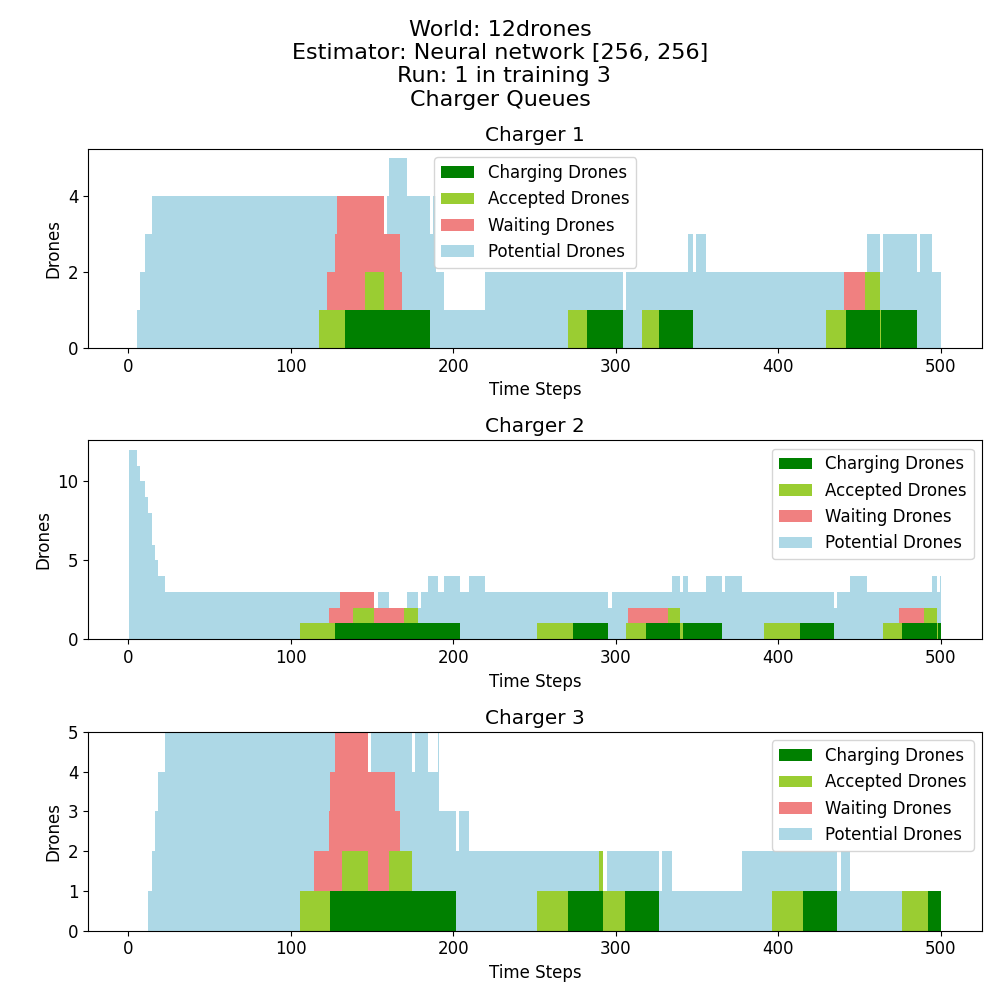 World: 12drones
Estimator: Neural network [256, 256]
Run: 1 in training 3
Charger Queues
Charger 1
Drones
4
2
0
Charging Drones
Accepted Drones
Waiting Drones
Potential Drones
0 100 200 300 400 500
Time Steps
Charger 2
Drones
10
5
0
Charging Drones
Accepted Drones
Waiting Drones
Potential Drones
0 100 200 300 400 500
Time Steps
Charger 3
Drones
5
4
3
2
1
0
Charging Drones
Accepted Drones
Waiting Drones
Potential Drones
0 100 200 300 400 500
Time Steps